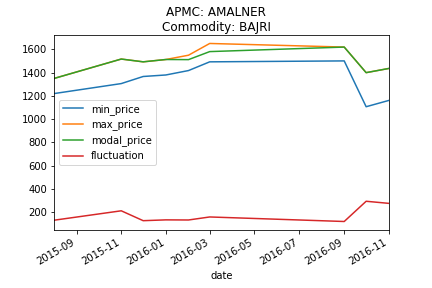 APMC: AMALNER
Commodity: BAJRI
1600
1400
1200
1000
800
600
400
200
min_price
max_price
modal_price
fluctuation
2015-09
2015-11
2016-01
2016-03
2016-05
2016-07
2016-09
2016-11
date